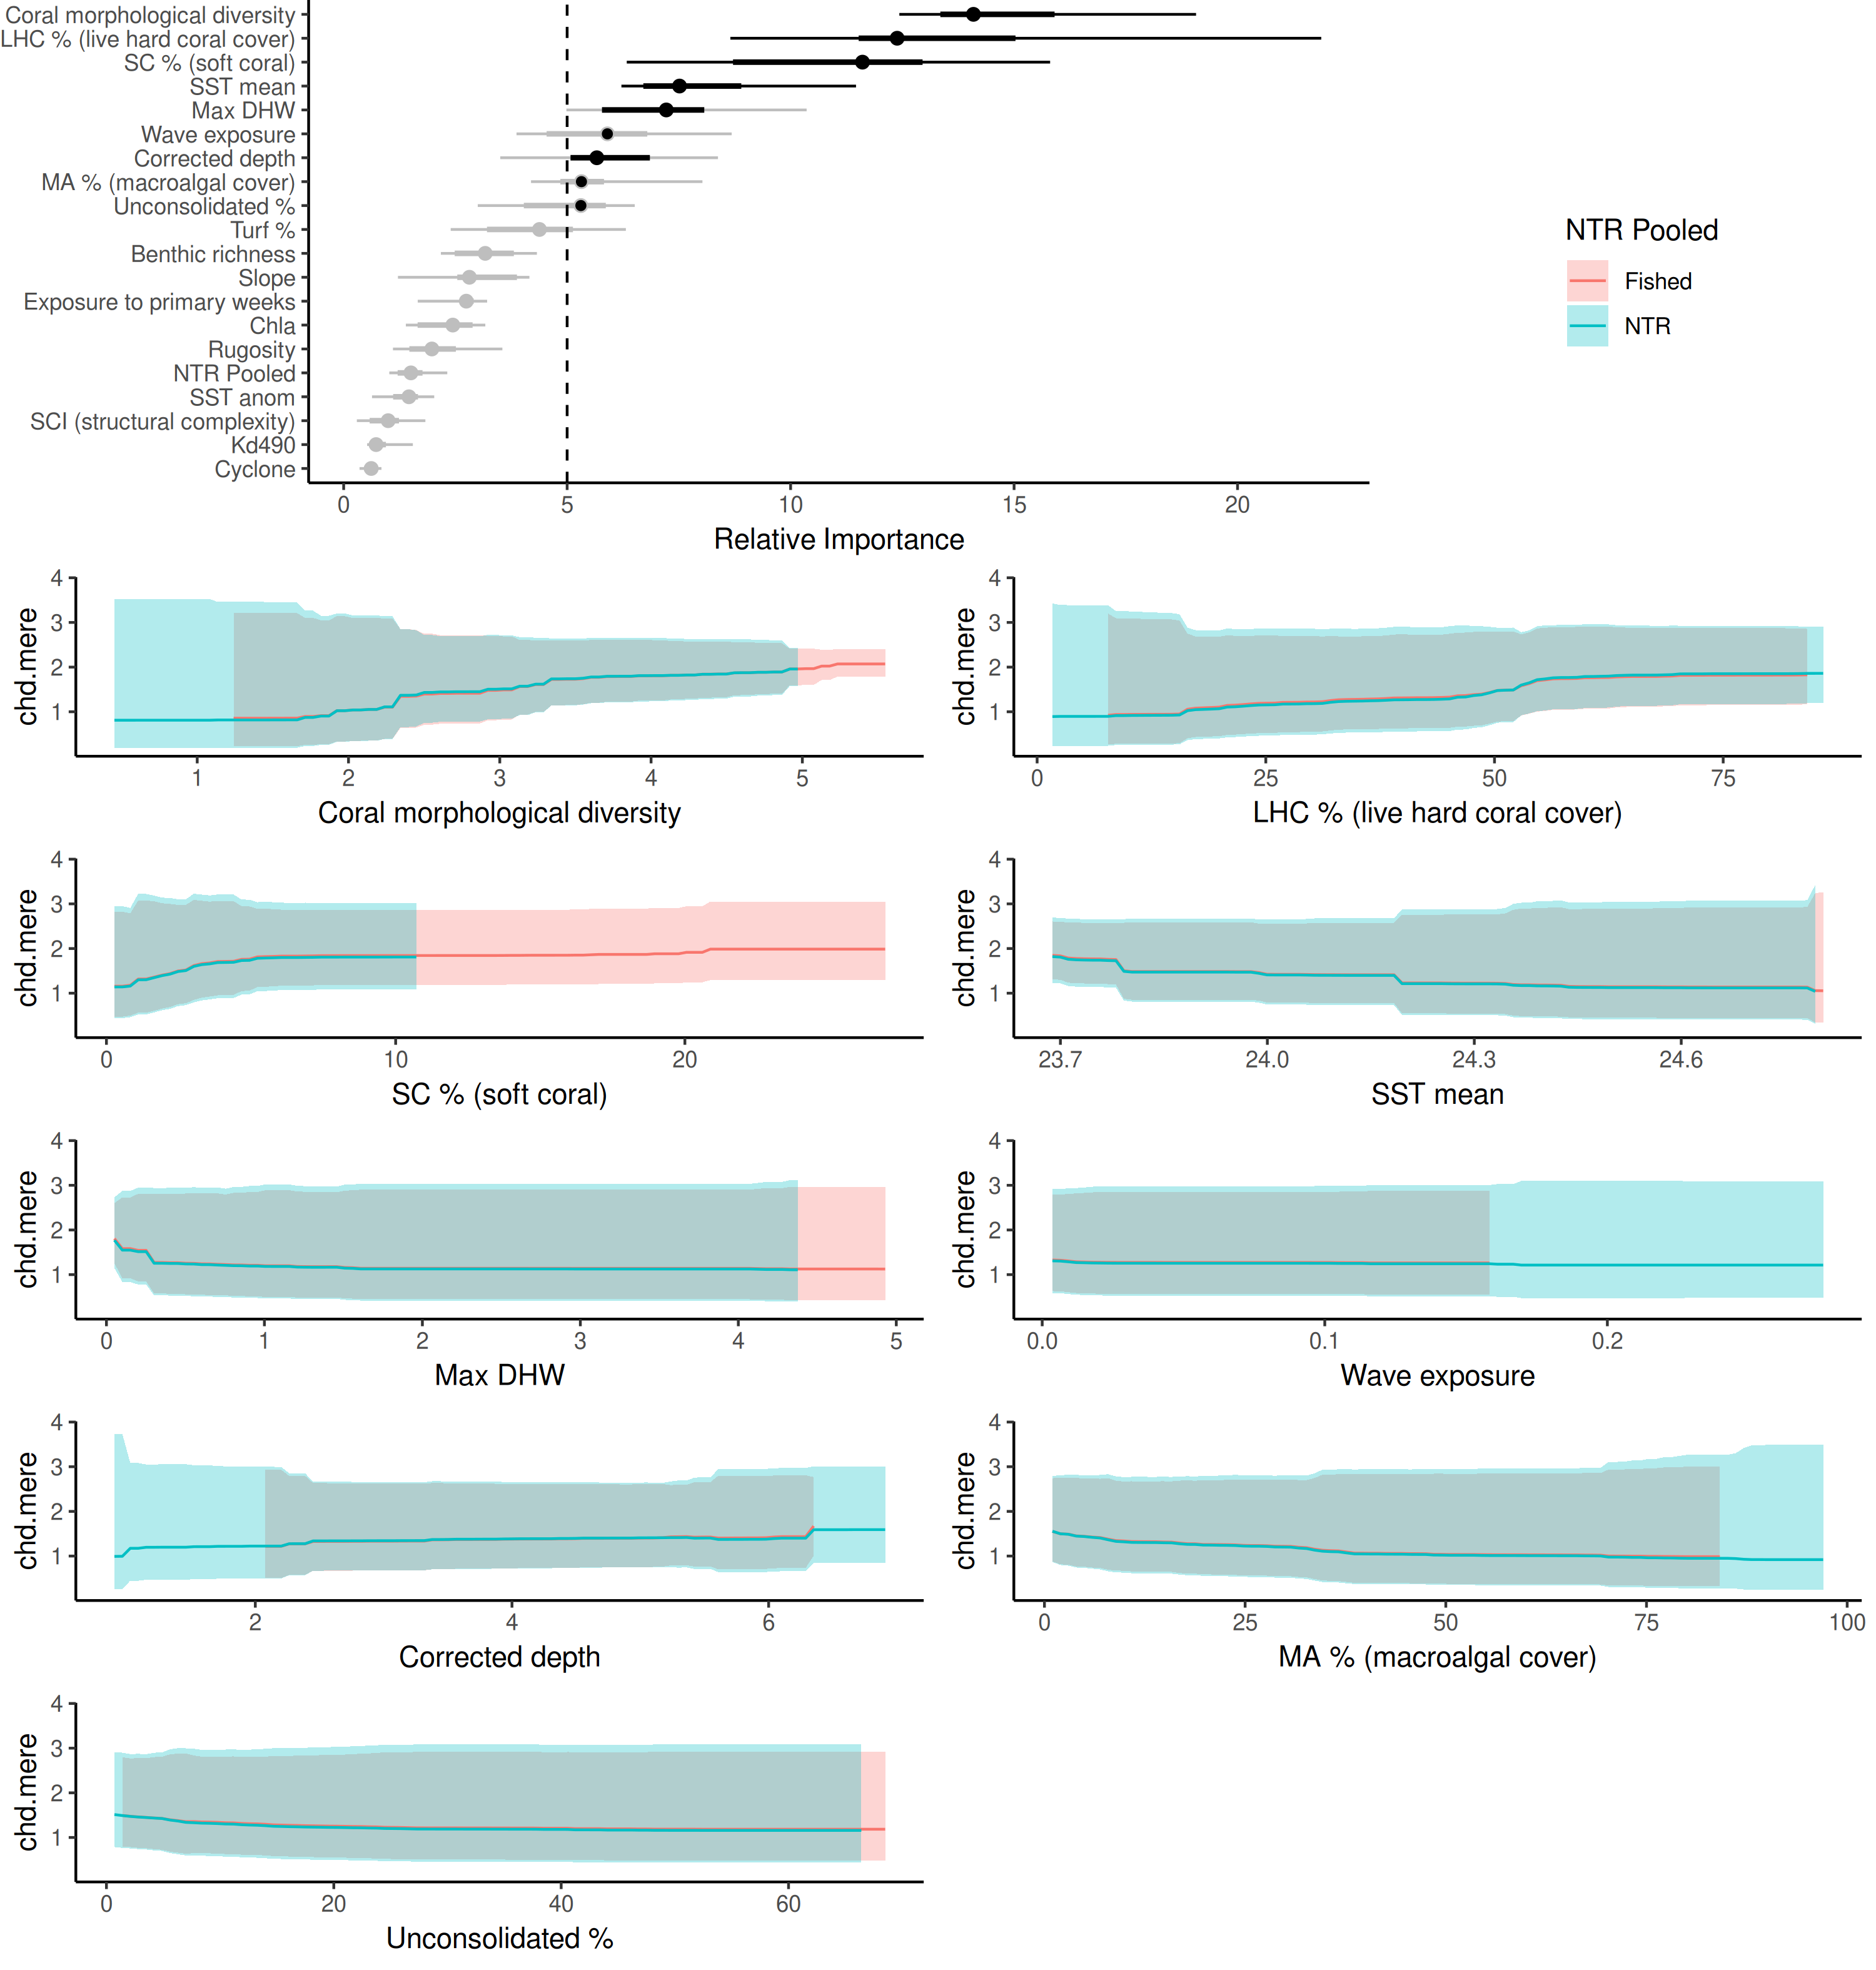 Coral morphological diversity
LHC % (live hard coral cover)
SC % (soft coral)
SST mean
Max DHW
Wave exposure
Corrected depth
MA % (macroalgal cover)
Unconsolidated %
Turf %
Benthic richness
Slope
Exposure to primary weeks
Chla
Rugosity
NTR Pooled
SST anom
SCI (structural complexity)
Kd490
Cyclone
0 5 10 15 20
Relative Importance
NTR Pooled
Fished
NTR
4
3
2
1
chd.mere
1 2 3 4 5
Coral morphological diversity
4
3
2
1
chd.mere
0 25 50 75
LHC % (live hard coral cover)
4
3
2
1
chd.mere
0 10 20
SC % (soft coral)
4
3
2
1
chd.mere
23.7 24.0 24.3 24.6
SST mean
4
3
2
1
chd.mere
0 1 2 3 4 5
Max DHW
4
3
2
1
chd.mere
0.0 0.1 0.2
Wave exposure
4
3
2
1
chd.mere
2 4 6
Corrected depth
4
3
2
1
chd.mere
0 25 50 75 100
MA % (macroalgal cover)
4
3
2
1
chd.mere
0 20 40 60
Unconsolidated %